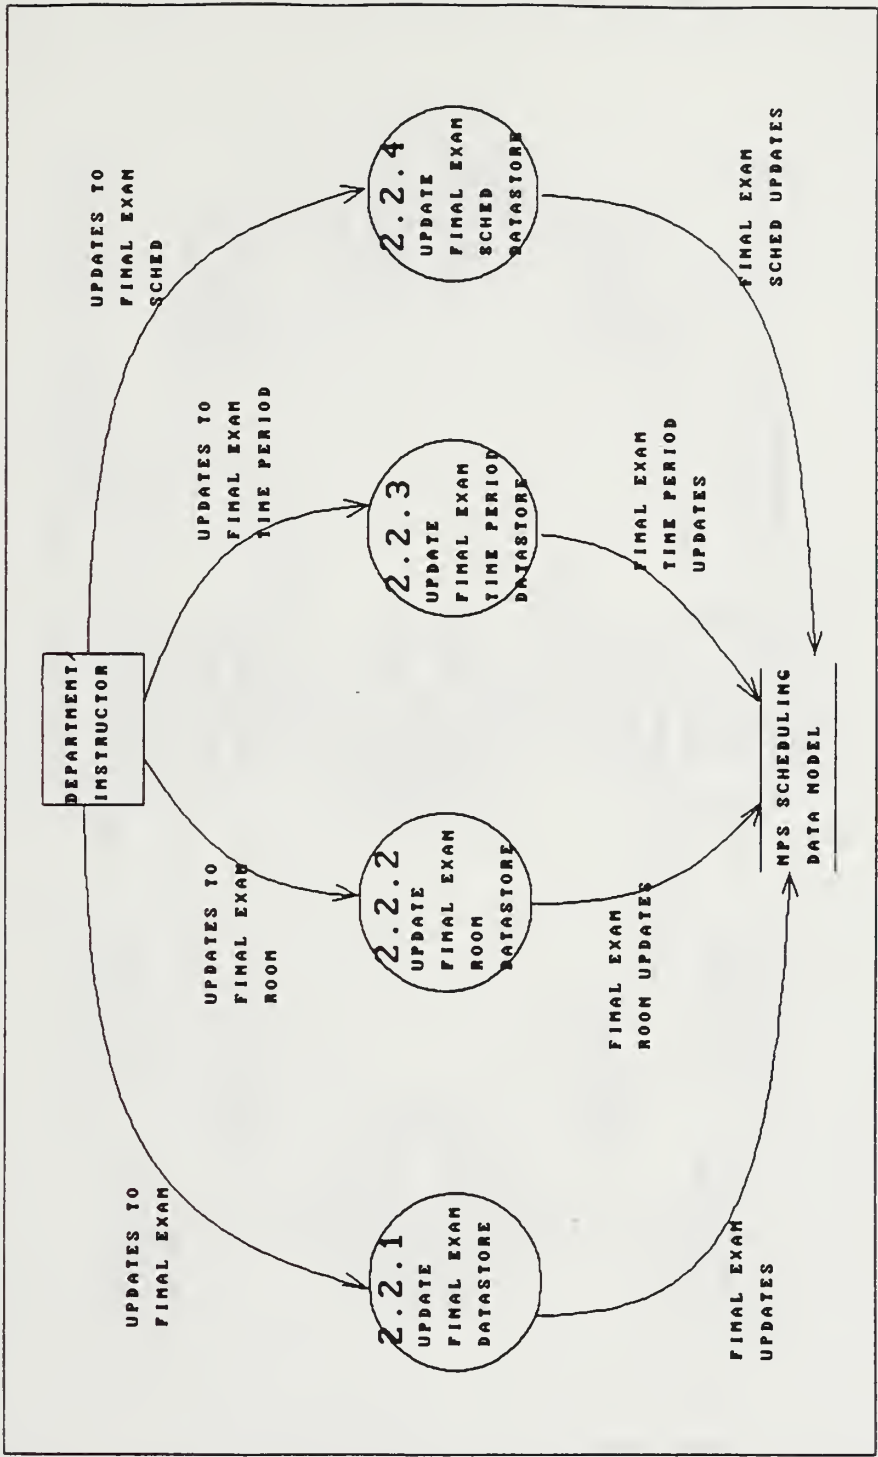 DEPARTMENT/
INSTRUCTOR
UPDATES TO
FINAL EXAM
UPDATES TO
FINAL EXAM
ROOM
UPDATES TO
FINAL EXAM
TIME PERIOD
UPDATES TO
FINAL EXAM
SCHED
2.2.1
UPDATE
FINAL EXAM
DATASTORE
2.2.2
UPDATE
FINAL EXAM
ROOM
DATASTORE
2.2.3
UPDATE
FINAL EXAM
TIME PERIOD
DATASTORE
2.2.4
UPDATE
FINAL EXAM
SCHED
DATASTORE
FINAL EXAM
UPDATES
FINAL EXAM
ROOM UPDATES
FINAL EXAM
TIME PERIOD
UPDATES
FINAL EXAM
SCHED UPDATES
NPS SCHEDULING
DATA MODEL